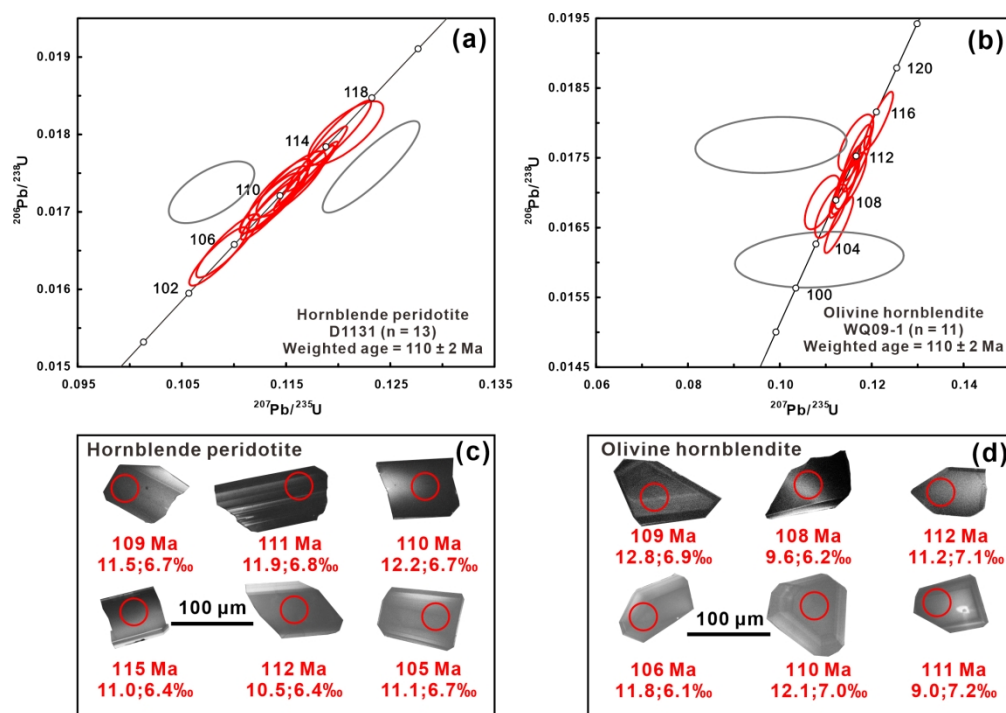 (a)
0.019
0.018
0.017
0.016
0.015
²⁰⁶Pb/²³⁸U
118
114
110
106
102
Hornblende peridotite
D1131 (n = 13)
Weighted age = 110 ± 2 Ma
0.095
0.105
0.115
0.125
0.135
²⁰⁷Pb/²³⁵U
(b)
0.0195
0.0185
0.0175
0.0165
0.0155
0.0145
²⁰⁶Pb/²³⁸U
120
116
112
108
104
100
Olivine hornblendite
WQ09-1 (n = 11)
Weighted age = 110 ± 2 Ma
0.06
0.08
0.10
0.12
0.14
²⁰⁷Pb/²³⁵U
Hornblende peridotite (c)
109 Ma 111 Ma 110 Ma
11.5;6.7‰ 11.9;6.8‰ 12.2;6.7‰
100 μm
115 Ma 112 Ma 105 Ma
11.0;6.4‰ 10.5;6.4‰ 11.1;6.7‰
Olivine hornblendite (d)
109 Ma 108 Ma 112 Ma
12.8;6.9‰ 9.6;6.2‰ 11.2;7.1‰
100 μm
106 Ma 110 Ma 111 Ma
11.8;6.1‰ 12.1;7.0‰ 9.0;7.2‰